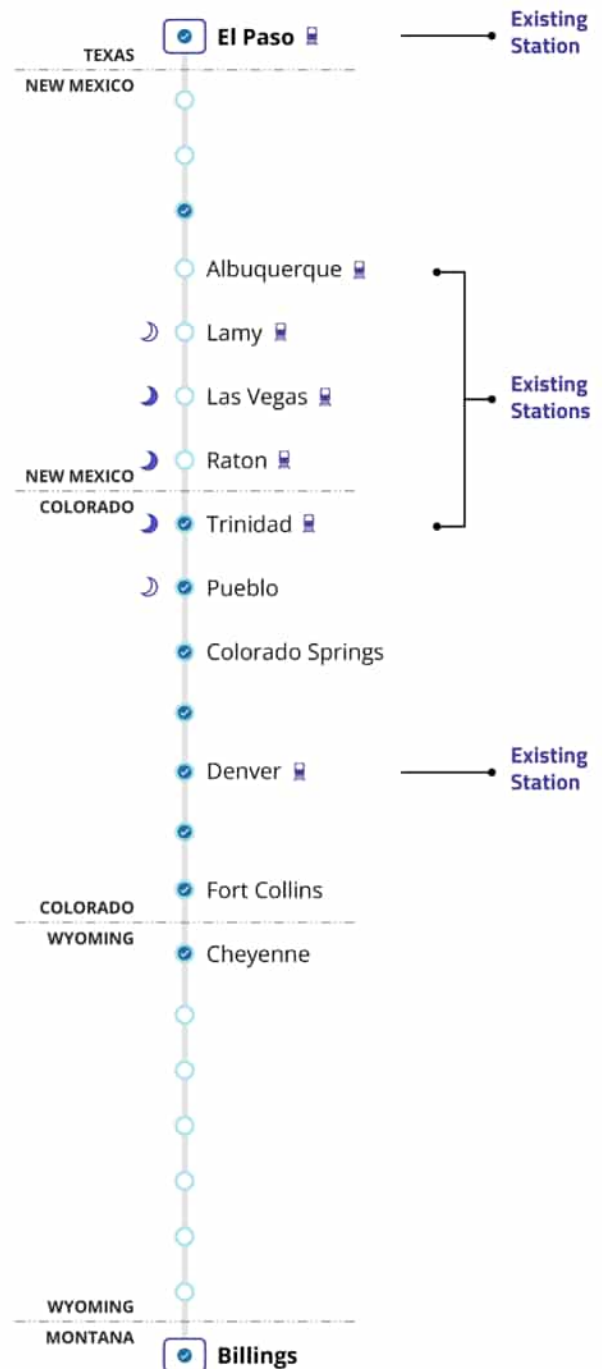 El Paso
Existing
Station
TEXAS
NEW MEXICO
Albuquerque
Lamy
Las Vegas
Existing
Stations
Raton
NEW MEXICO
COLORADO
Trinidad
Pueblo
Colorado Springs
Denver
Existing
Station
Fort Collins
COLORADO
WYOMING
Cheyenne
WYOMING
MONTANA
Billings